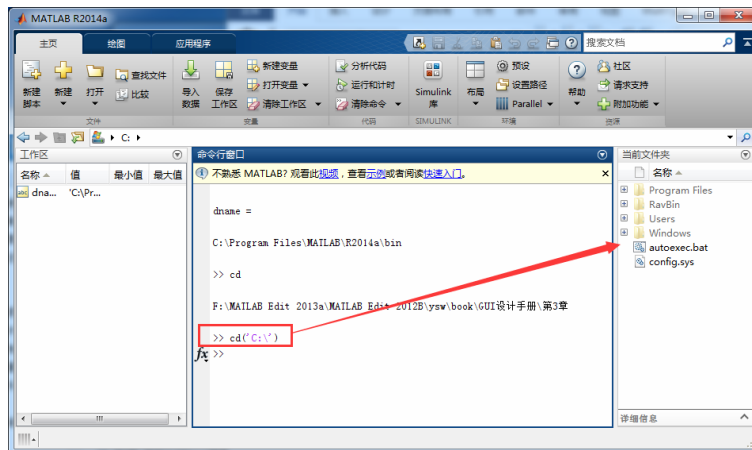 MATLAB R2014a
主页 绘图 应用程序 搜索文档
新建脚本 新建 打开 查找文件 比较 导入数据 保存工作区 新建变量 打开变量 清除工作区 分析代码 运行和计时 清除命令 Simulink 库 布局 预设 设置路径 Parallel 帮助 社区 请求支持 附加功能
文件 变量 代码 SIMULINK 环境 资源
C:
工作区 命令行窗口 当前文件夹
名称 值 最小值 最大值
dna... 'C:\Pr...
不熟悉 MATLAB? 观看此视频, 查看示例或者阅读快速入门。
dname =
C:\Program Files\MATLAB\R2014a\bin
>> cd
F:\MATLAB Edit 2013a\MATLAB Edit 2012B\ysw\book\GUI设计手册\第3章
>> cd('C:\')
fx >>
名称
Program Files
RavBin
Users
Windows
autoexec.bat
config.sys
详细信息